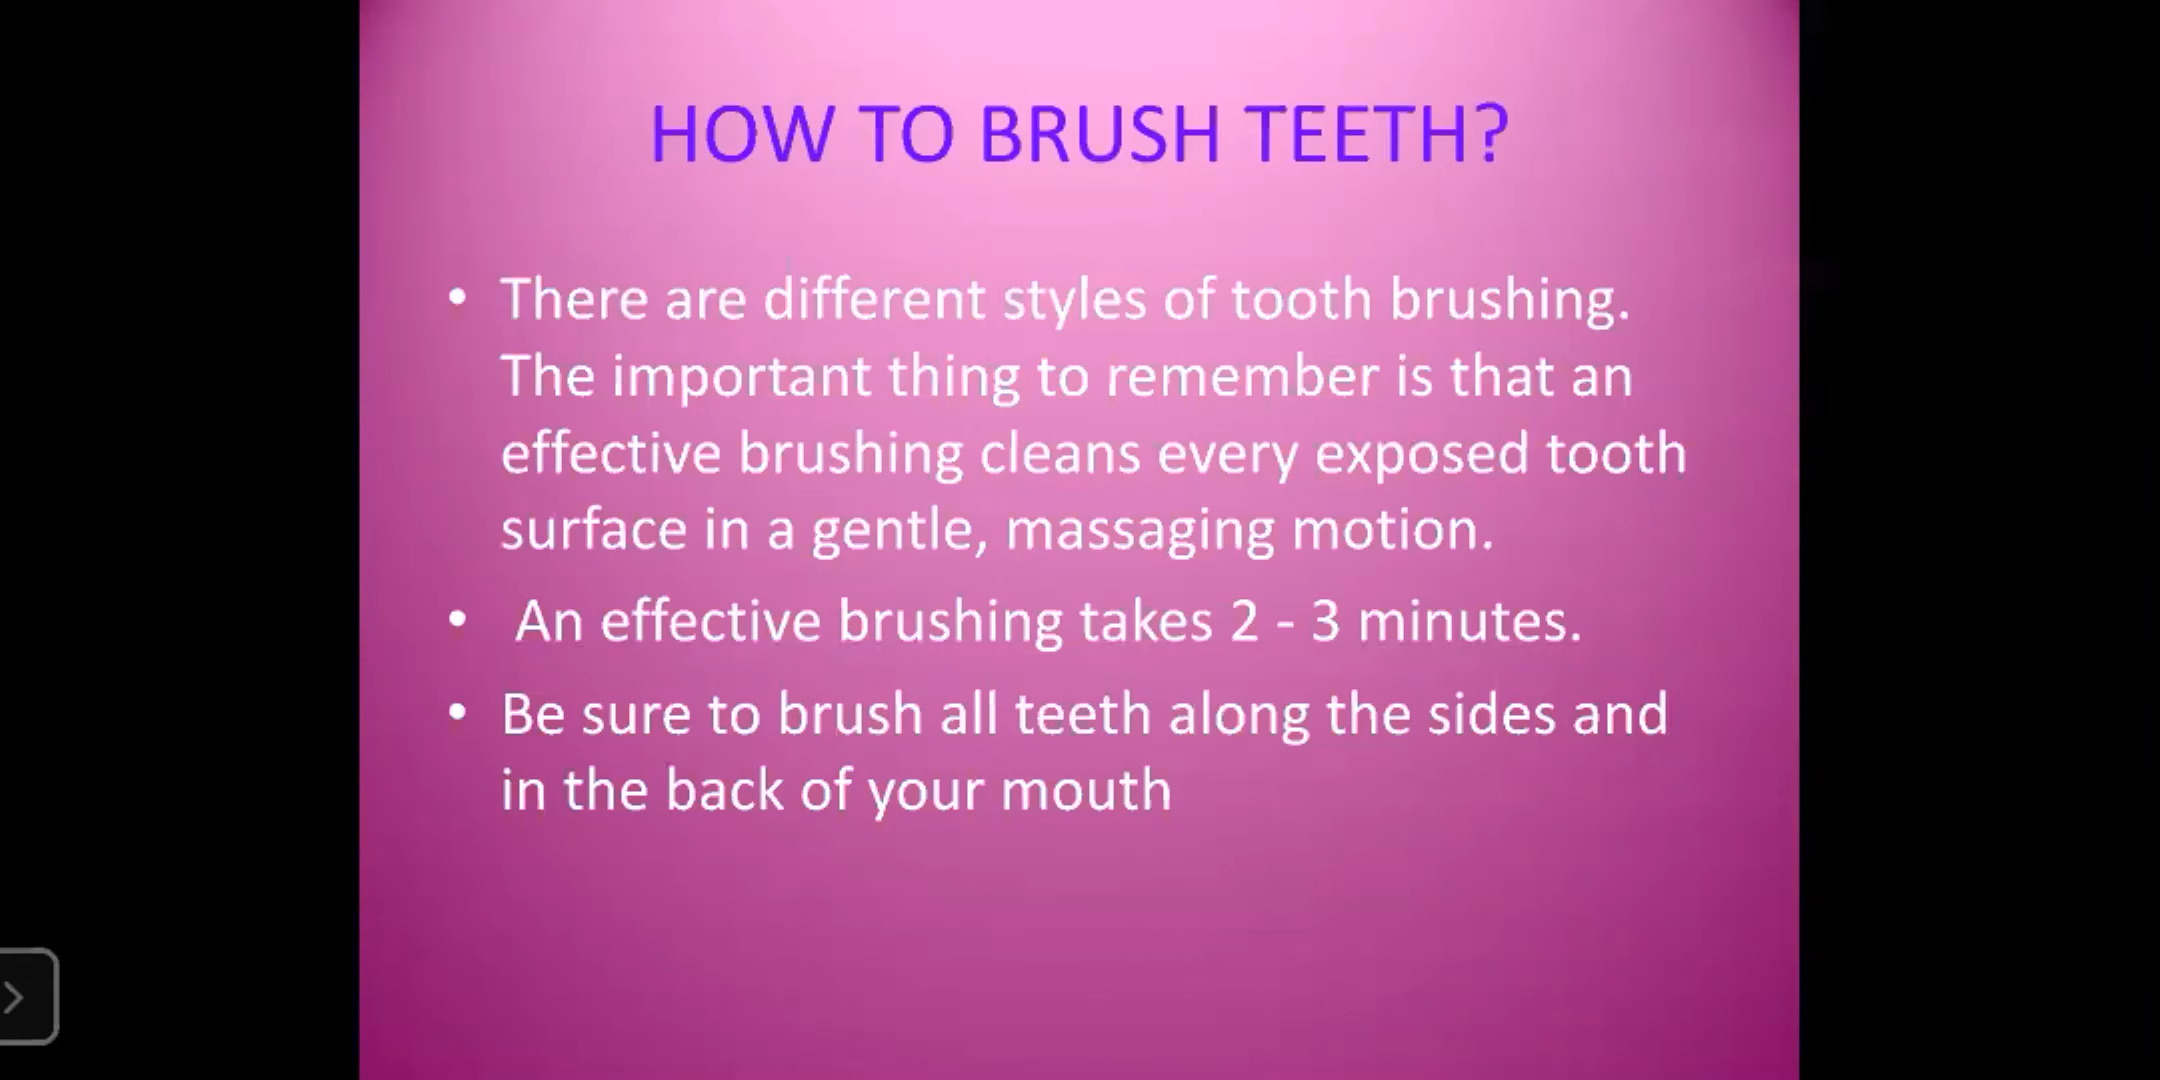 HOW TO BRUSH TEETH?
• There are different styles of tooth brushing.
The important thing to remember is that an
effective brushing cleans every exposed tooth
surface in a gentle, massaging motion.
• An effective brushing takes 2 - 3 minutes.
• Be sure to brush all teeth along the sides and
in the back of your mouth